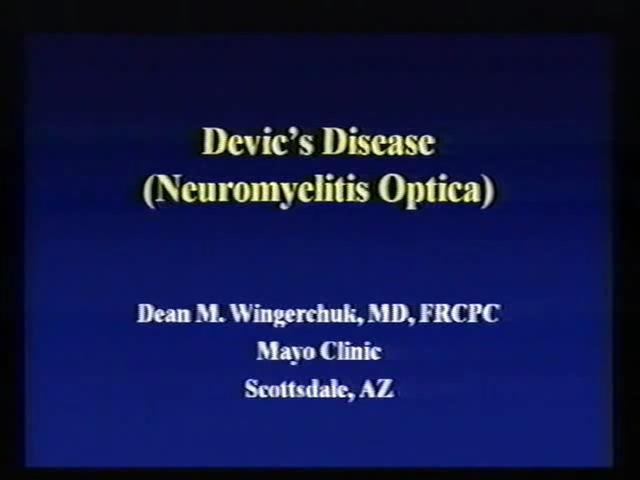 Devic's Disease
(Neuromyelitis Optica)
Dean M. Wingerchuk, MD, FRCPC
Mayo Clinic
Scottsdale, AZ